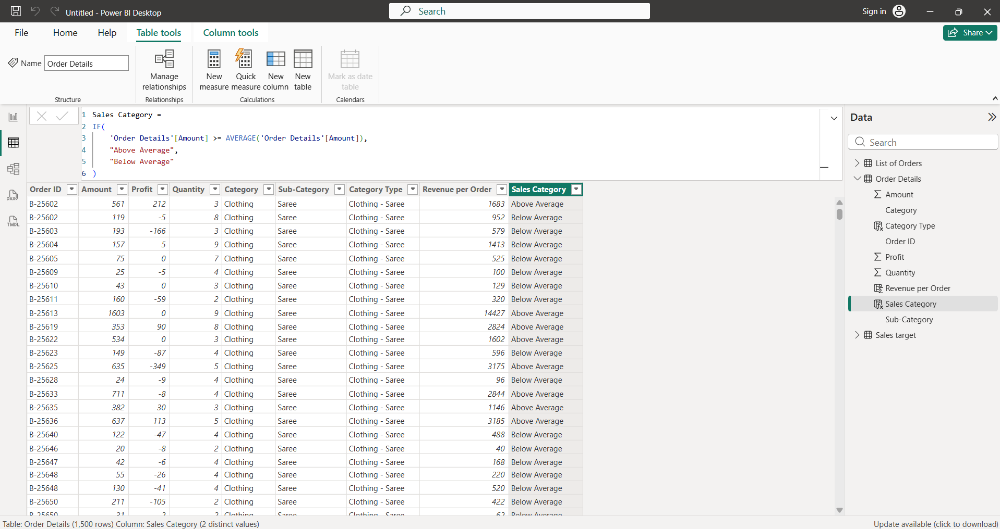 Untitled - Power BI Desktop
Search
Sign in
File Home Help Table tools Column tools
Share
Name Order Details
Manage relationships
New measure
Quick measure
New column
New table
Mark as date table
Structure Relationships Calculations Calendars
1 Sales Category =
2 IF(
3 'Order Details'[Amount] >= AVERAGE('Order Details'[Amount]),
4 "Above Average",
5 "Below Average"
6 )
Order ID Amount Profit Quantity Category Sub-Category Category Type Revenue per Order Sales Category
B-25602 561 212 3 Clothing Saree Clothing - Saree 1683 Above Average
B-25602 119 -5 8 Clothing Saree Clothing - Saree 952 Below Average
B-25603 193 -166 3 Clothing Saree Clothing - Saree 579 Below Average
B-25604 157 5 9 Clothing Saree Clothing - Saree 1413 Below Average
B-25605 75 0 7 Clothing Saree Clothing - Saree 525 Below Average
B-25609 25 -5 4 Clothing Saree Clothing - Saree 100 Below Average
B-25610 43 0 3 Clothing Saree Clothing - Saree 129 Below Average
B-25611 160 -59 2 Clothing Saree Clothing - Saree 320 Below Average
B-25613 1603 0 9 Clothing Saree Clothing - Saree 14427 Above Average
B-25619 353 90 8 Clothing Saree Clothing - Saree 2824 Above Average
B-25622 534 0 3 Clothing Saree Clothing - Saree 1602 Above Average
B-25623 149 -87 4 Clothing Saree Clothing - Saree 596 Below Average
B-25625 635 -349 5 Clothing Saree Clothing - Saree 3175 Above Average
B-25628 24 -9 4 Clothing Saree Clothing - Saree 96 Below Average
B-25633 711 -8 4 Clothing Saree Clothing - Saree 2844 Above Average
B-25635 382 30 3 Clothing Saree Clothing - Saree 1146 Above Average
B-25636 637 113 5 Clothing Saree Clothing - Saree 3185 Above Average
B-25640 122 -47 4 Clothing Saree Clothing - Saree 488 Below Average
B-25646 20 -8 2 Clothing Saree Clothing - Saree 40 Below Average
B-25647 42 -6 4 Clothing Saree Clothing - Saree 168 Below Average
B-25648 55 -26 4 Clothing Saree Clothing - Saree 220 Below Average
B-25648 130 -41 4 Clothing Saree Clothing - Saree 520 Below Average
B-25650 211 -105 2 Clothing Saree Clothing - Saree 422 Below Average
DAX
TMDL
Data
Search
List of Orders
Order Details
Amount
Category
Category Type
Order ID
Profit
Quantity
Revenue per Order
Sales Category
Sub-Category
Sales target
Table: Order Details (1,500 rows) Column: Sales Category (2 distinct values)
Update available (click to download)